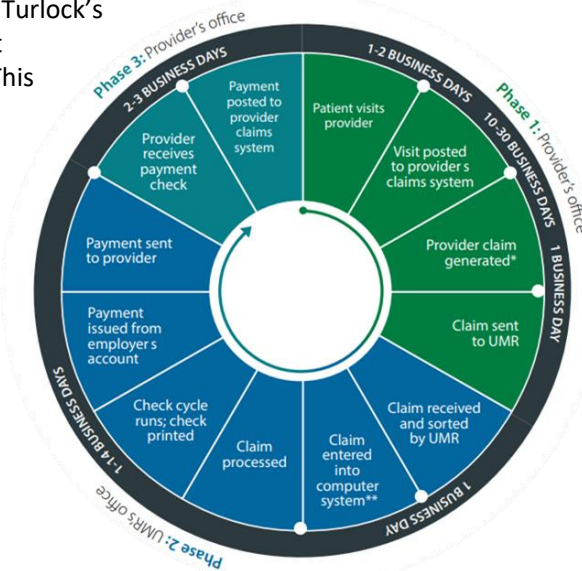 Turlock's
t
This
Phase 3: Provider's office
2-3 BUSINESS DAYS
1-2 BUSINESS DAYS
Phase 1: Provider's office
10-30 BUSINESS DAYS
1 BUSINESS DAY
Patient visits
provider
Visit posted
to provider s
claims system
Provider claim
generated*
Claim sent
to UMR
Claim received
and sorted
by UMR
Claim
entered
into
computer
system**
Claim
processed
Check cycle
runs; check
printed
Payment
issued from
employer s
account
Payment sent
to provider
Provider
receives
payment
check
Payment
posted to
provider
claims
system
1 BUSINESS DAY
1-14 BUSINESS DAYS
Phase 2: UMR's office